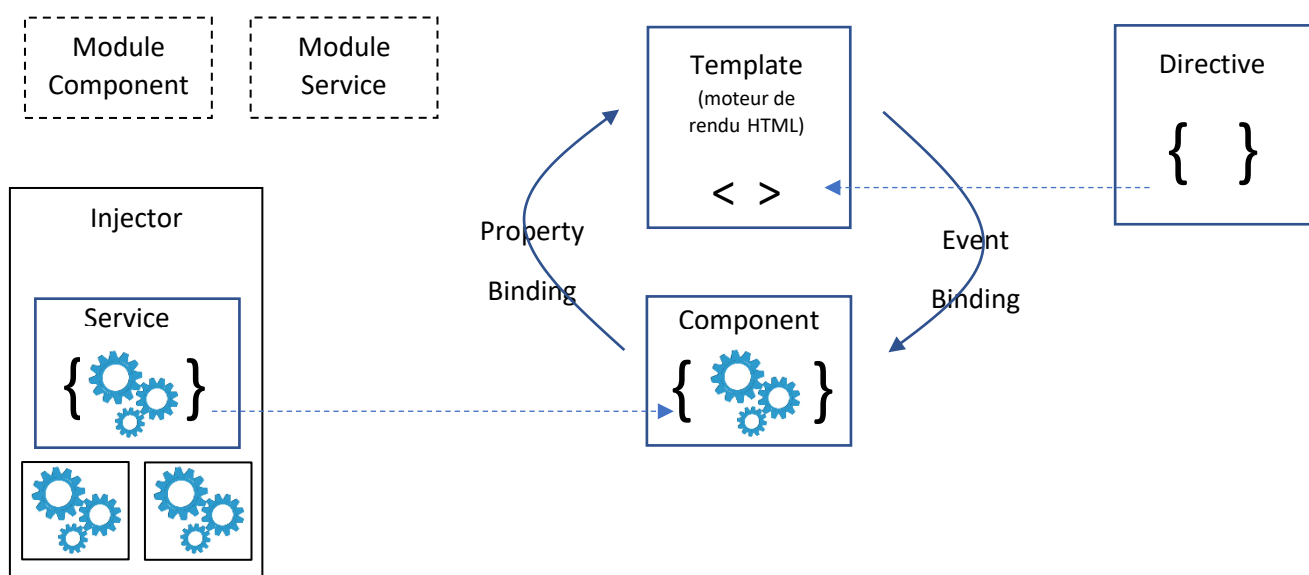 Module
Component
Module
Service
Template
(moteur de
rendu HTML)
< >
Directive
{ }
Injector
Service
{ }
Property
Binding
Event
Binding
Component
{ }